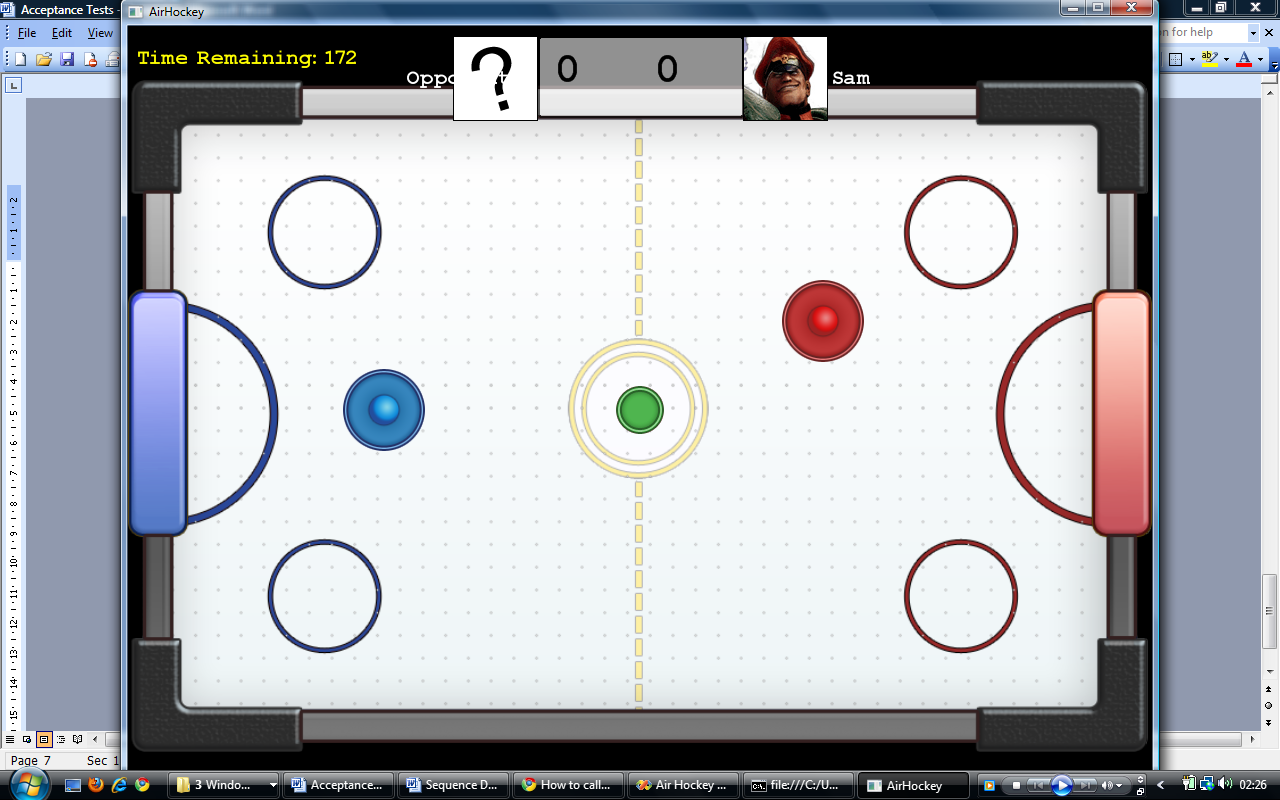 Acceptance Tests -
AirHockey
File Edit View
n for help
Time Remaining: 172
Oppo
?
0 0
Sam
Page 7 Sec 1
3 Windo...
Acceptance...
Sequence D...
How to call...
Air Hockey ...
file:///C:/U...
AirHockey
02:26